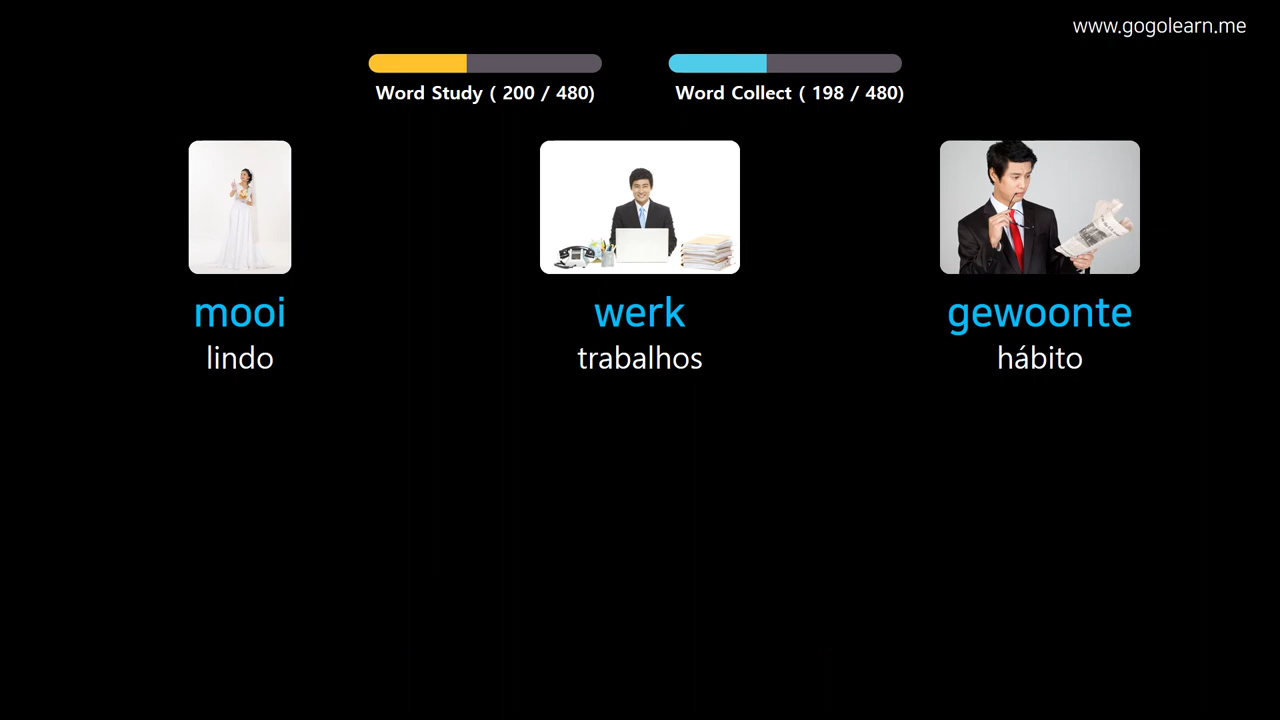 www.gogolearn.me
Word Study ( 200 / 480)
Word Collect ( 198 / 480)
mooi
werk
gewoonte
lindo
trabalhos
hábito